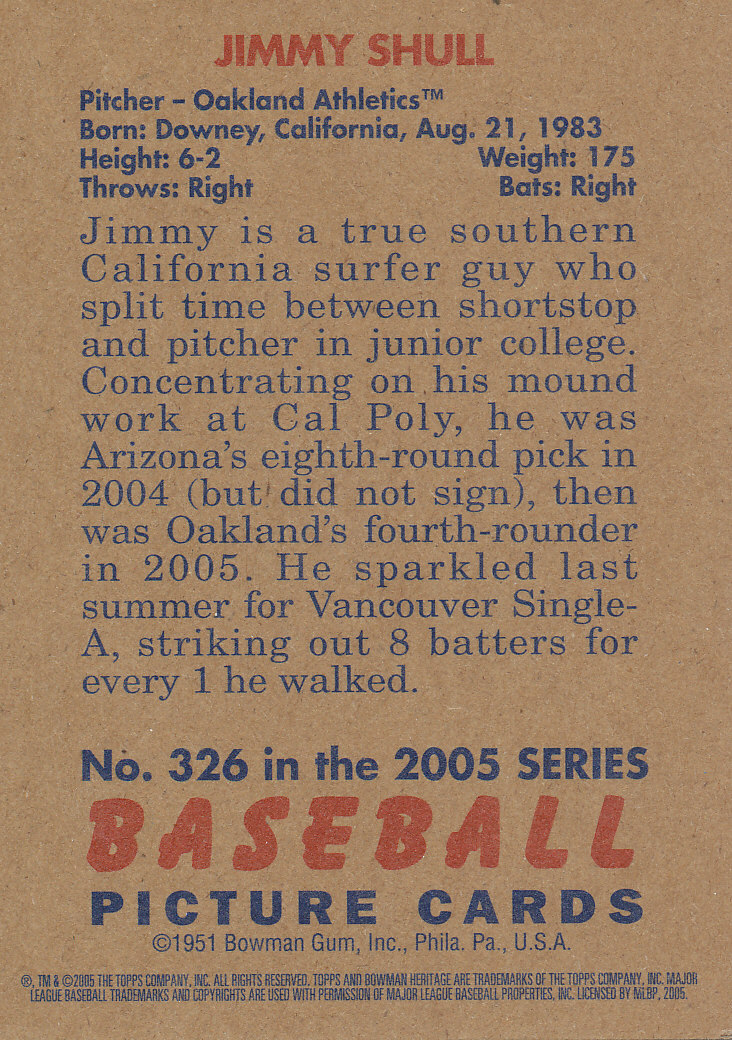 JIMMY SHULL
Pitcher – Oakland Athletics™
Born: Downey, California, Aug. 21, 1983
Height: 6-2 Weight: 175
Throws: Right Bats: Right
Jimmy is a true southern
California surfer guy who
split time between shortstop
and pitcher in junior college.
Concentrating on his mound
work at Cal Poly, he was
Arizona's eighth-round pick in
2004 (but did not sign), then
was Oakland's fourth-rounder
in 2005. He sparkled last
summer for Vancouver Single-
A, striking out 8 batters for
every 1 he walked.
No. 326 in the 2005 SERIES
BASEBALL
PICTURE CARDS
©1951 Bowman Gum, Inc., Phila. Pa., U.S.A.
®, TM & ©2005 THE TOPPS COMPANY, INC. ALL RIGHTS RESERVED. TOPPS AND BOWMAN HERITAGE ARE TRADEMARKS OF THE TOPPS COMPANY, INC. MAJOR
LEAGUE BASEBALL TRADEMARKS AND COPYRIGHTS ARE USED WITH PERMISSION OF MAJOR LEAGUE BASEBALL PROPERTIES, INC. LICENSED BY MLBP, 2005.